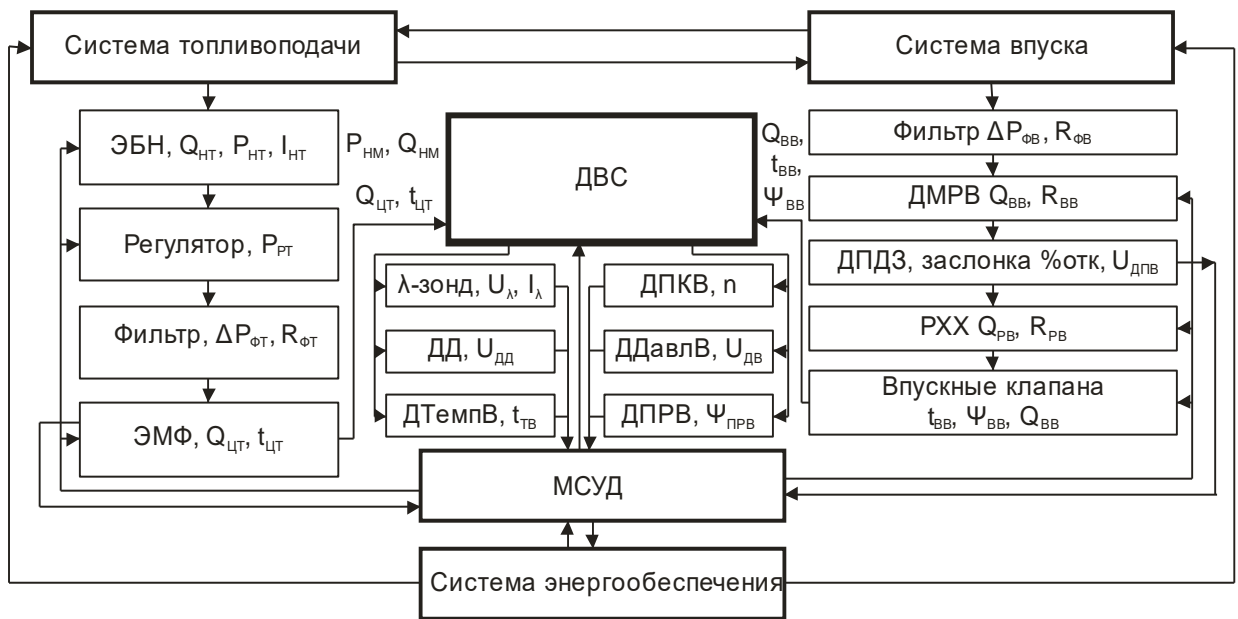 Система топливоподачи
Система впуска
ЭБН, Q_НТ, P_НТ, I_НТ
Регулятор, P_РТ
Фильтр, ΔP_ФТ, R_ФТ
ЭМФ, Q_ЦТ, t_ЦТ
P_НМ, Q_НМ
Q_ЦТ, t_ЦТ
ДВС
Q_ВВ,
t_ВВ,
Ψ_ВВ
Фильтр ΔP_ФВ, R_ФВ
ДМРВ Q_ВВ, R_ВВ
ДПДЗ, заслонка %отк, U_ДПВ
РХХ Q_РВ, R_РВ
Впускные клапана
t_ВВ, Ψ_ВВ, Q_ВВ
λ-зонд, U_λ, I_λ
ДД, U_ДД
ДТемпВ, t_ТВ
ДПКВ, n
ДДавлВ, U_ДВ
ДПРВ, Ψ_ПРВ
МСУД
Система энергообеспечения